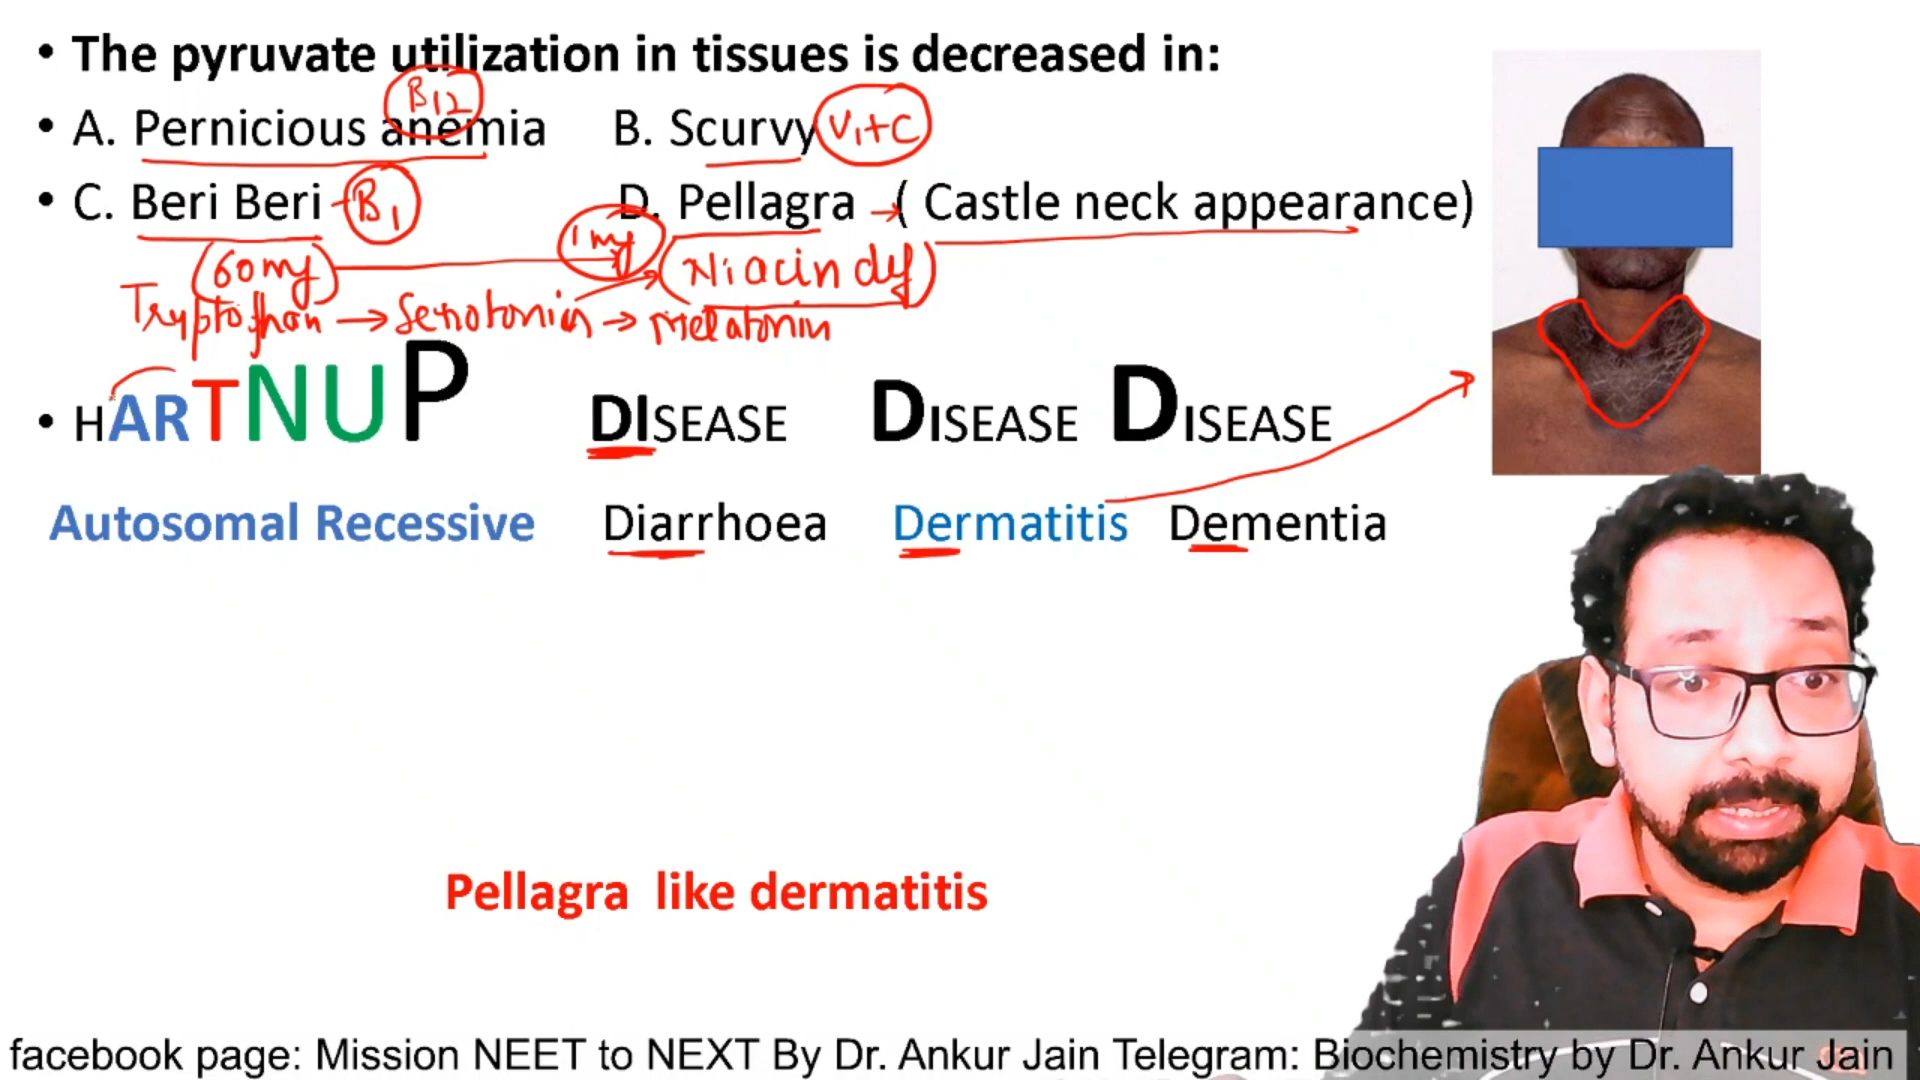 • The pyruvate utilization in tissues is decreased in:
B12
• A. Pernicious anemia B. Scurvy Vit C
• C. Beri Beri - B1 D. Pellagra → ( Castle neck appearance)
60mg 1 mg Niacin def
Tryptophan → Serotonin → Melatonin
• HARTNUP DISEASE DISEASE DISEASE
Autosomal Recessive Diarrhoea Dermatitis Dementia
Pellagra like dermatitis
facebook page: Mission NEET to NEXT By Dr. Ankur Jain Telegram: Biochemistry by Dr. Ankur Jain